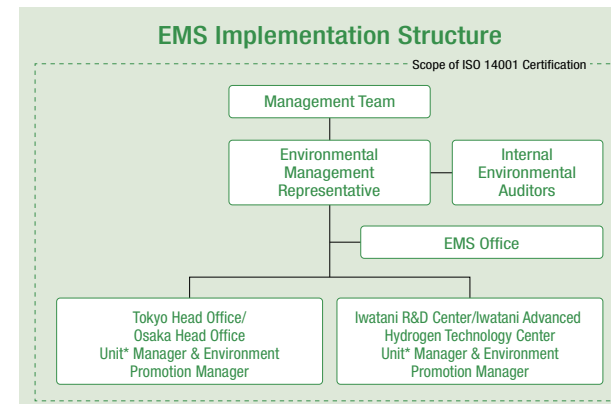 EMS Implementation Structure
Scope of ISO 14001 Certification
Management Team
Environmental
Management
Representative
Internal
Environmental
Auditors
EMS Office
Tokyo Head Office/
Osaka Head Office
Unit* Manager & Environment
Promotion Manager
Iwatani R&D Center/Iwatani Advanced
Hydrogen Technology Center
Unit* Manager & Environment
Promotion Manager